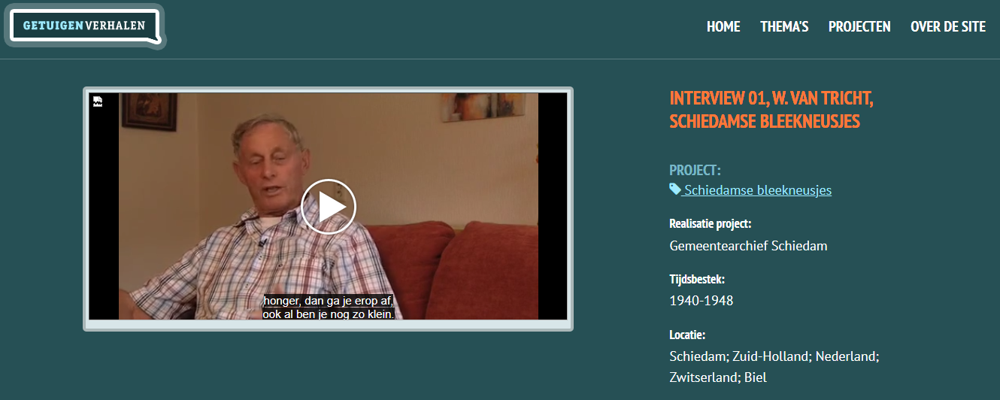 GETUIGENVERHALEN
HOME THEMA'S PROJECTEN OVER DE SITE
honger, dan ga je erop af,
ook al ben je nog zo klein.
INTERVIEW 01, W. VAN TRICHT,
SCHIEDAMSE BLEEKNEUSJES
PROJECT:
Schiedamse bleekneusjes
Realisatie project:
Gemeentearchief Schiedam
Tijdsbestek:
1940-1948
Locatie:
Schiedam; Zuid-Holland; Nederland;
Zwitserland; Biel